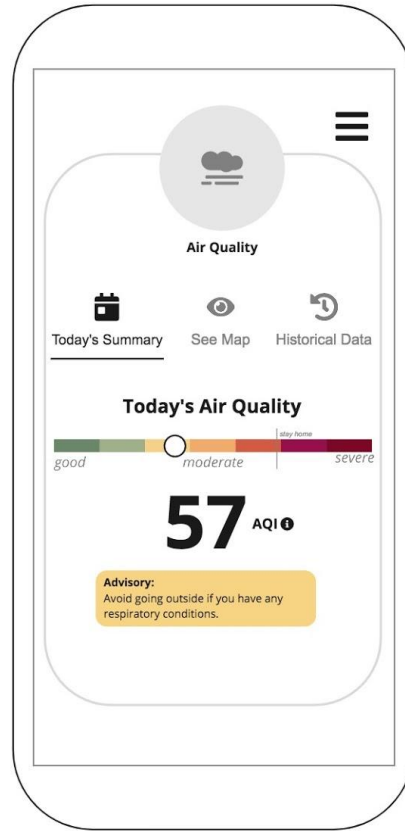 Air Quality
Today's Summary
See Map
Historical Data
Today's Air Quality
stay home
good
moderate
severe
57 AQI
Advisory:
Avoid going outside if you have any
respiratory conditions.